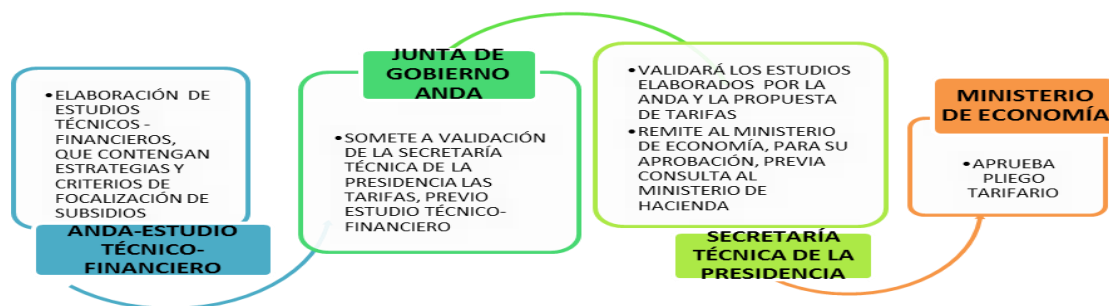 •ELABORACIÓN DE
ESTUDIOS
TÉCNICOS -
FINANCIEROS,
QUE CONTENGAN
ESTRATEGIAS Y
CRITERIOS DE
FOCALIZACIÓN DE
SUBSIDIOS
ANDA-ESTUDIO
TÉCNICO-
FINANCIERO
JUNTA DE
GOBIERNO
ANDA
•SOMETE A VALIDACIÓN
DE LA SECRETARÍA
TÉCNICA DE LA
PRESIDENCIA LAS
TARIFAS, PREVIO
ESTUDIO TÉCNICO-
FINANCIERO
•VALIDARÁ LOS ESTUDIOS
ELABORADOS POR LA
ANDA Y LA PROPUESTA
DE TARIFAS
•REMITE AL MINISTERIO
DE ECONOMÍA, PARA SU
APROBACIÓN, PREVIA
CONSULTA AL
MINISTERIO DE
HACIENDA
SECRETARÍA
TÉCNICA DE LA
PRESIDENCIA
MINISTERIO
DE ECONOMÍA
•APRUEBA
PLIEGO
TARIFARIO